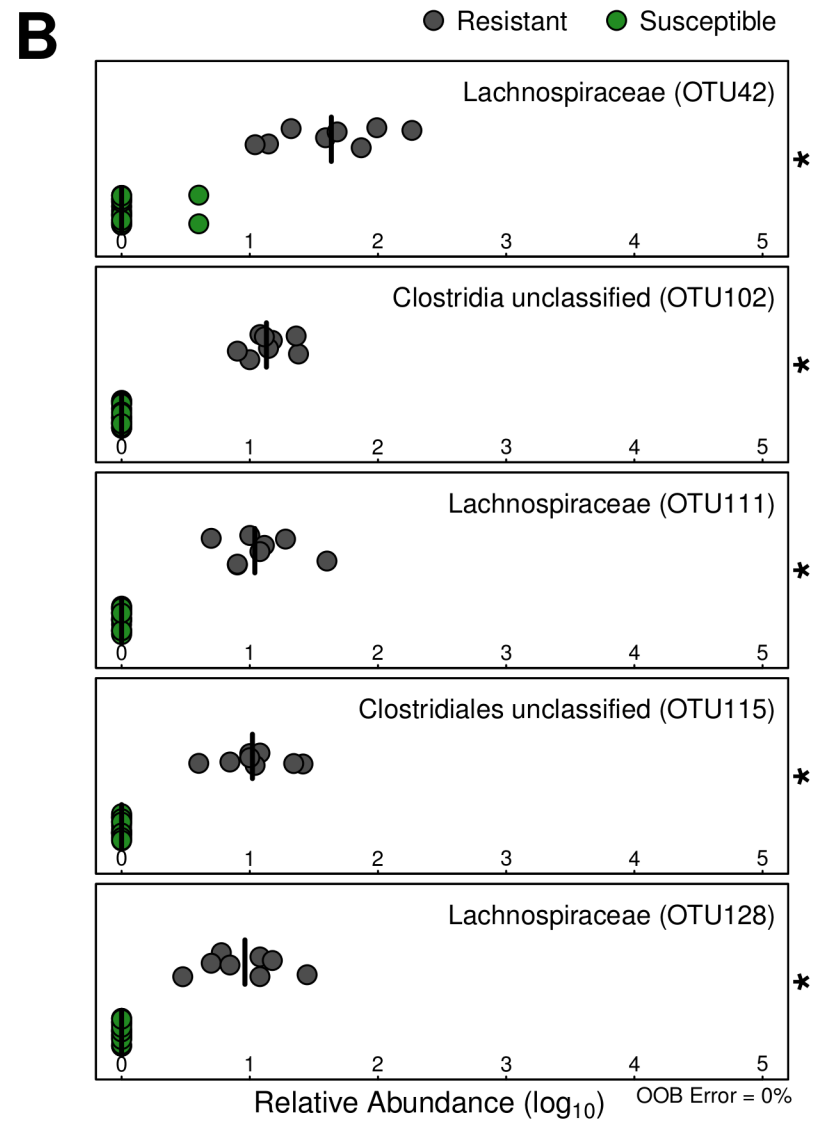 B
Resistant Susceptible
Lachnospiraceae (OTU42)
*
0 1 2 3 4 5
Clostridia unclassified (OTU102)
*
0 1 2 3 4 5
Lachnospiraceae (OTU111)
*
0 1 2 3 4 5
Clostridiales unclassified (OTU115)
*
0 1 2 3 4 5
Lachnospiraceae (OTU128)
*
0 1 2 3 4 5
Relative Abundance (log₁₀) OOB Error = 0%